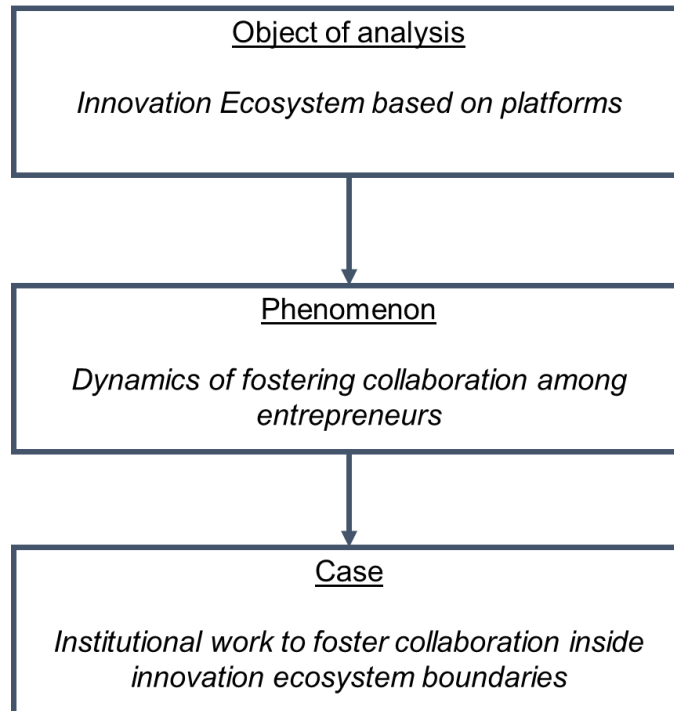 Object of analysis
Innovation Ecosystem based on platforms
Phenomenon
Dynamics of fostering collaboration among
entrepreneurs
Case
Institutional work to foster collaboration inside
innovation ecosystem boundaries